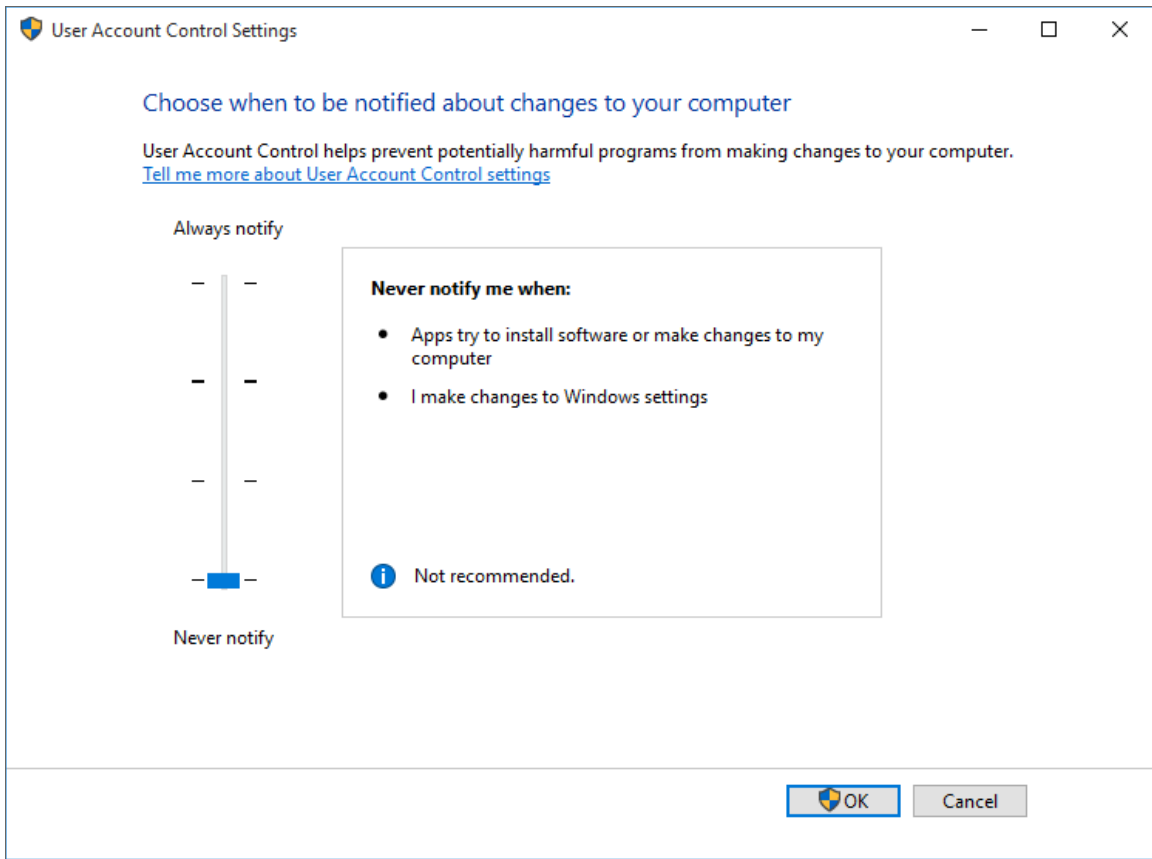 User Account Control Settings
Choose when to be notified about changes to your computer
User Account Control helps prevent potentially harmful programs from making changes to your computer.
Tell me more about User Account Control settings
Always notify
Never notify me when:
Apps try to install software or make changes to my
computer
I make changes to Windows settings
Not recommended.
Never notify
OK
Cancel